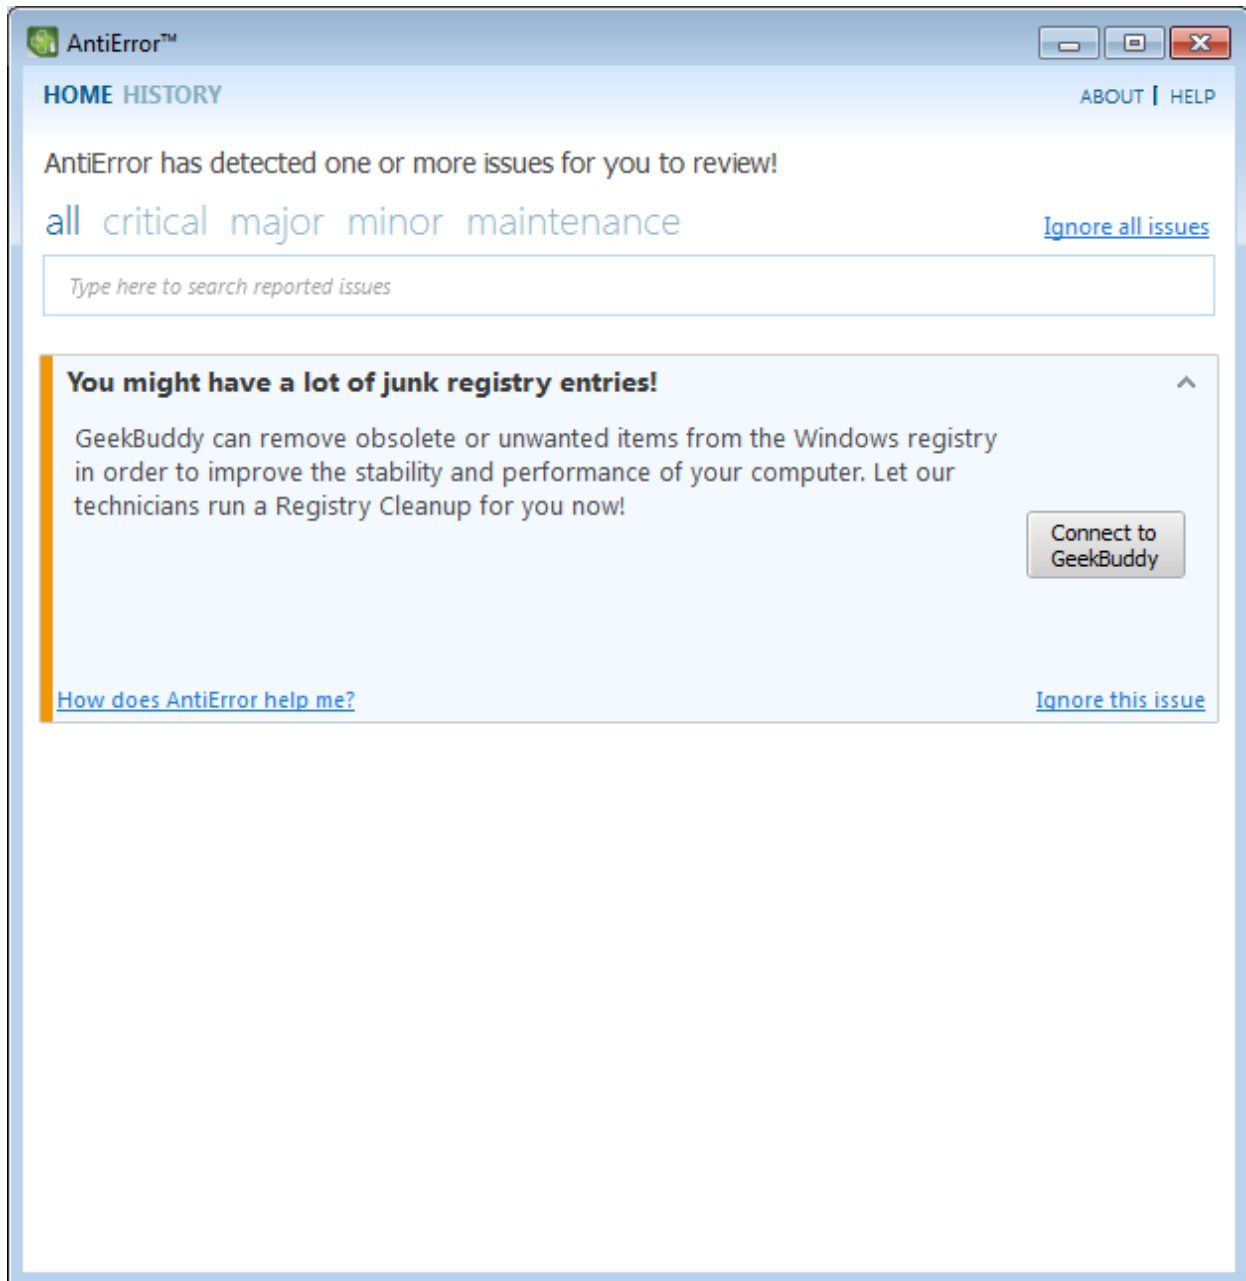 AntiError™
HOME HISTORY
ABOUT | HELP
AntiError has detected one or more issues for you to review!
all critical major minor maintenance
Ignore all issues
Type here to search reported issues
You might have a lot of junk registry entries!
GeekBuddy can remove obsolete or unwanted items from the Windows registry
in order to improve the stability and performance of your computer. Let our
technicians run a Registry Cleanup for you now!
Connect to
GeekBuddy
How does AntiError help me?
Ignore this issue